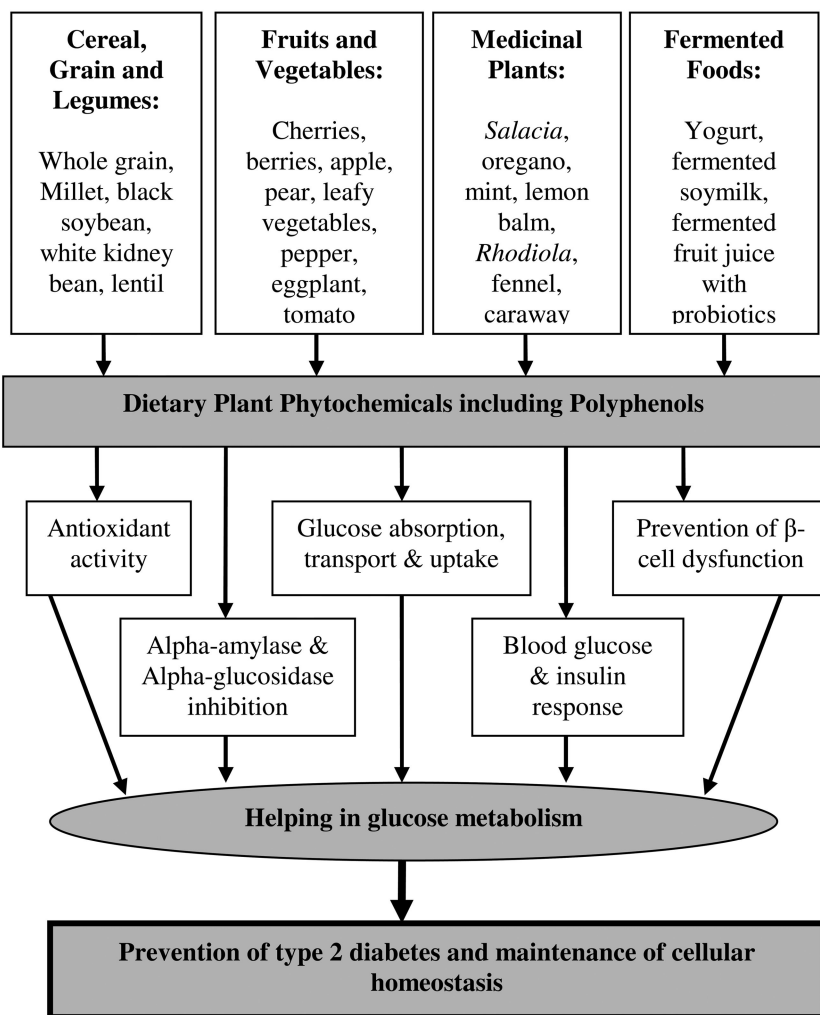 Cereal,
Grain and
Legumes:
Whole grain,
Millet, black
soybean,
white kidney
bean, lentil
Fruits and
Vegetables:
Cherries,
berries, apple,
pear, leafy
vegetables,
pepper,
eggplant,
tomato
Medicinal
Plants:
Salacia,
oregano,
mint, lemon
balm,
Rhodiola,
fennel,
caraway
Fermented
Foods:
Yogurt,
fermented
soymilk,
fermented
fruit juice
with
probiotics
Dietary Plant Phytochemicals including Polyphenols
Antioxidant
activity
Glucose absorption,
transport & uptake
Prevention of β-
cell dysfunction
Alpha-amylase &
Alpha-glucosidase
inhibition
Blood glucose
& insulin
response
Helping in glucose metabolism
Prevention of type 2 diabetes and maintenance of cellular
homeostasis